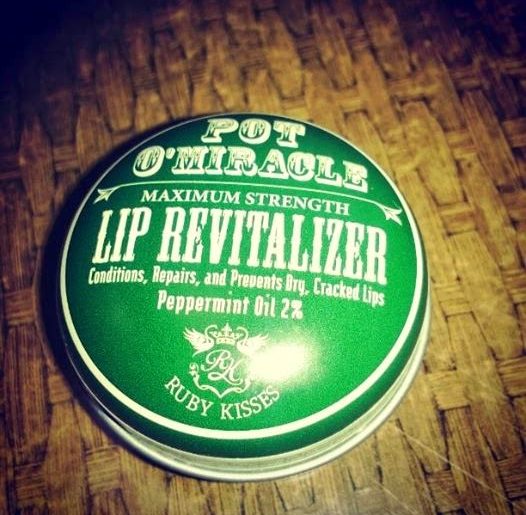 POT
O'MIRACLE
MAXIMUM STRENGTH
LIP REVITALIZER
Conditions, Repairs, and Prevents Dry, Cracked Lips
Peppermint Oil 2%
RK
RUBY KISSES